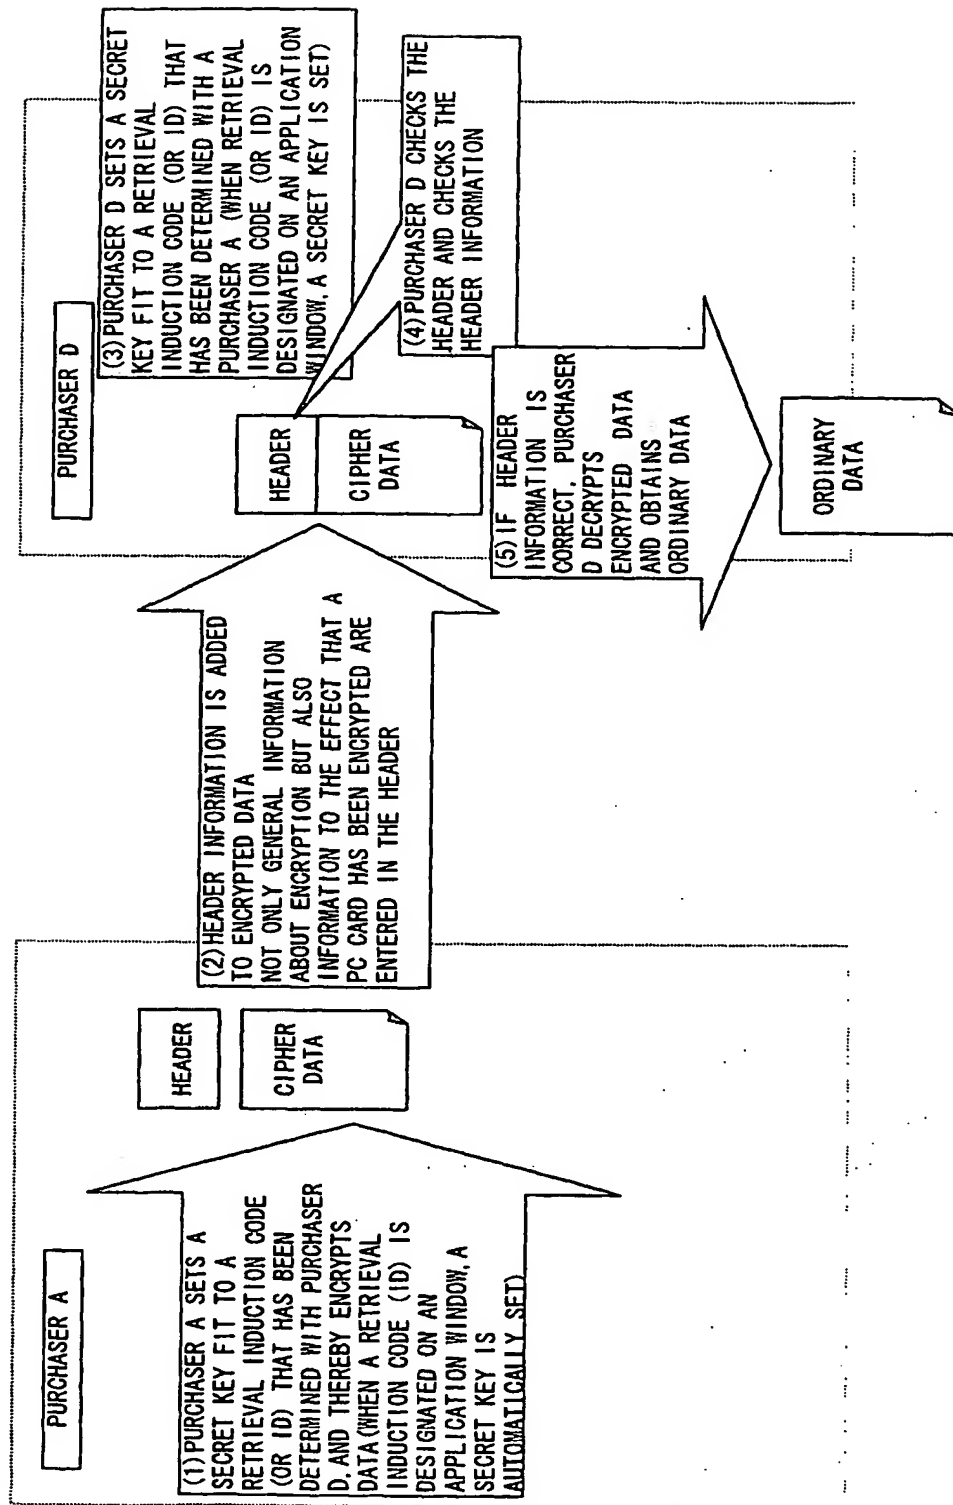 PURCHASER A
(1)PURCHASER A SETS A
SECRET KEY FIT TO A
RETRIEVAL INDUCTION CODE
(OR ID) THAT HAS BEEN
DETERMINED WITH PURCHASER
D, AND THEREBY ENCRYPTS
DATA(WHEN A RETRIEVAL
INDUCTION CODE (ID) IS
DESIGNATED ON AN
APPLICATION WINDOW, A
SECRET KEY IS
AUTOMATICALLY SET)
HEADER
CIPHER
DATA
(2)HEADER INFORMATION IS ADDED
TO ENCRYPTED DATA
NOT ONLY GENERAL INFORMATION
ABOUT ENCRYPTION BUT ALSO
INFORMATION TO THE EFFECT THAT A
PC CARD HAS BEEN ENCRYPTED ARE
ENTERED IN THE HEADER
PURCHASER D
(3)PURCHASER D SETS A SECRET
KEY FIT TO A RETRIEVAL
INDUCTION CODE (OR ID) THAT
HAS BEEN DETERMINED WITH A
PURCHASER A (WHEN RETRIEVAL
INDUCTION CODE (OR ID) IS
DESIGNATED ON AN APPLICATION
WINDOW, A SECRET KEY IS SET)
HEADER
CIPHER
DATA
(4)PURCHASER D CHECKS THE
HEADER AND CHECKS THE
HEADER INFORMATION
(5)IF HEADER
INFORMATION IS
CORRECT, PURCHASER
D DECRYPTS
ENCRYPTED DATA
AND OBTAINS
ORDINARY DATA
ORDINARY
DATA